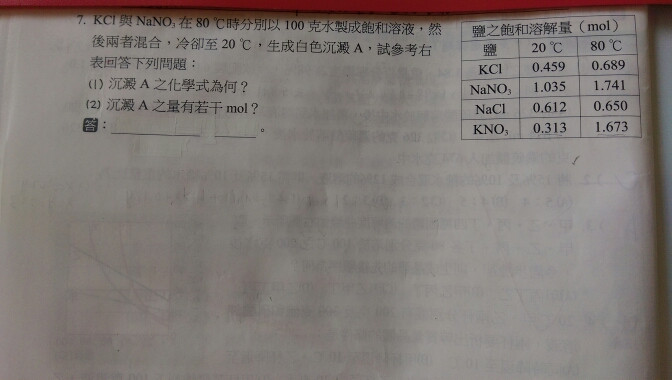 7. KCl 與 NaNO₃ 在 80 ℃時分別以 100 克水製成飽和溶液，然
後兩者混合，冷卻至 20 ℃，生成白色沉澱 A，試參考右
表回答下列問題：
(1) 沉澱 A 之化學式為何？
(2) 沉澱 A 之量有若干 mol？
答：________ ________。
鹽之飽和溶解量（mol）
鹽 20 ℃ 80 ℃
KCl 0.459 0.689
NaNO₃ 1.035 1.741
NaCl 0.612 0.650
KNO₃ 0.313 1.673